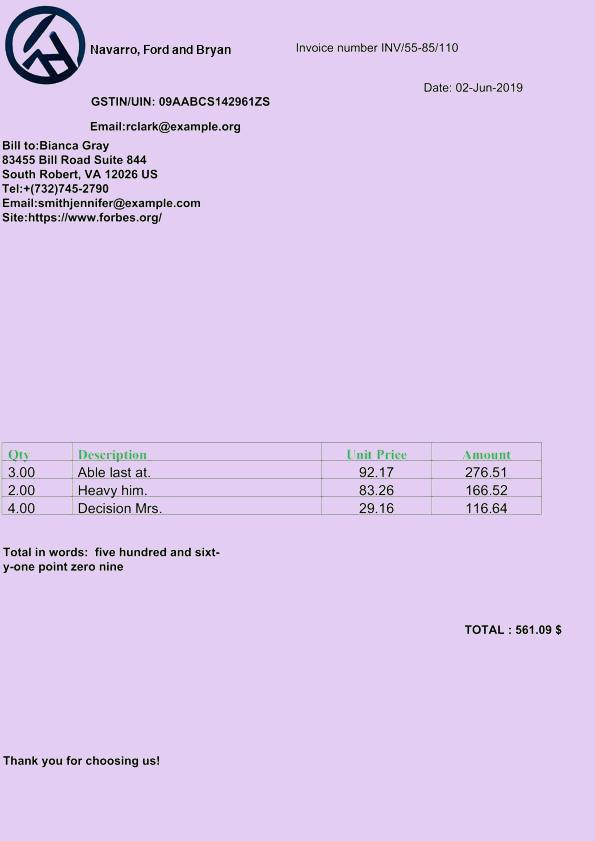 Navarro, Ford and Bryan
Invoice number INV/55-85/110
Date: 02-Jun-2019
GSTIN/UIN: 09AABCS142961ZS
Email:rclark@example.org
Bill to:Bianca Gray
83455 Bill Road Suite 844
South Robert, VA 12026 US
Tel:+(732)745-2790
Email:smithjennifer@example.com
Site:https://www.forbes.org/
Qty Description Unit Price Amount
3.00 Able last at. 92.17 276.51
2.00 Heavy him. 83.26 166.52
4.00 Decision Mrs. 29.16 116.64
Total in words: five hundred and sixt-
y-one point zero nine
TOTAL : 561.09 $
Thank you for choosing us!